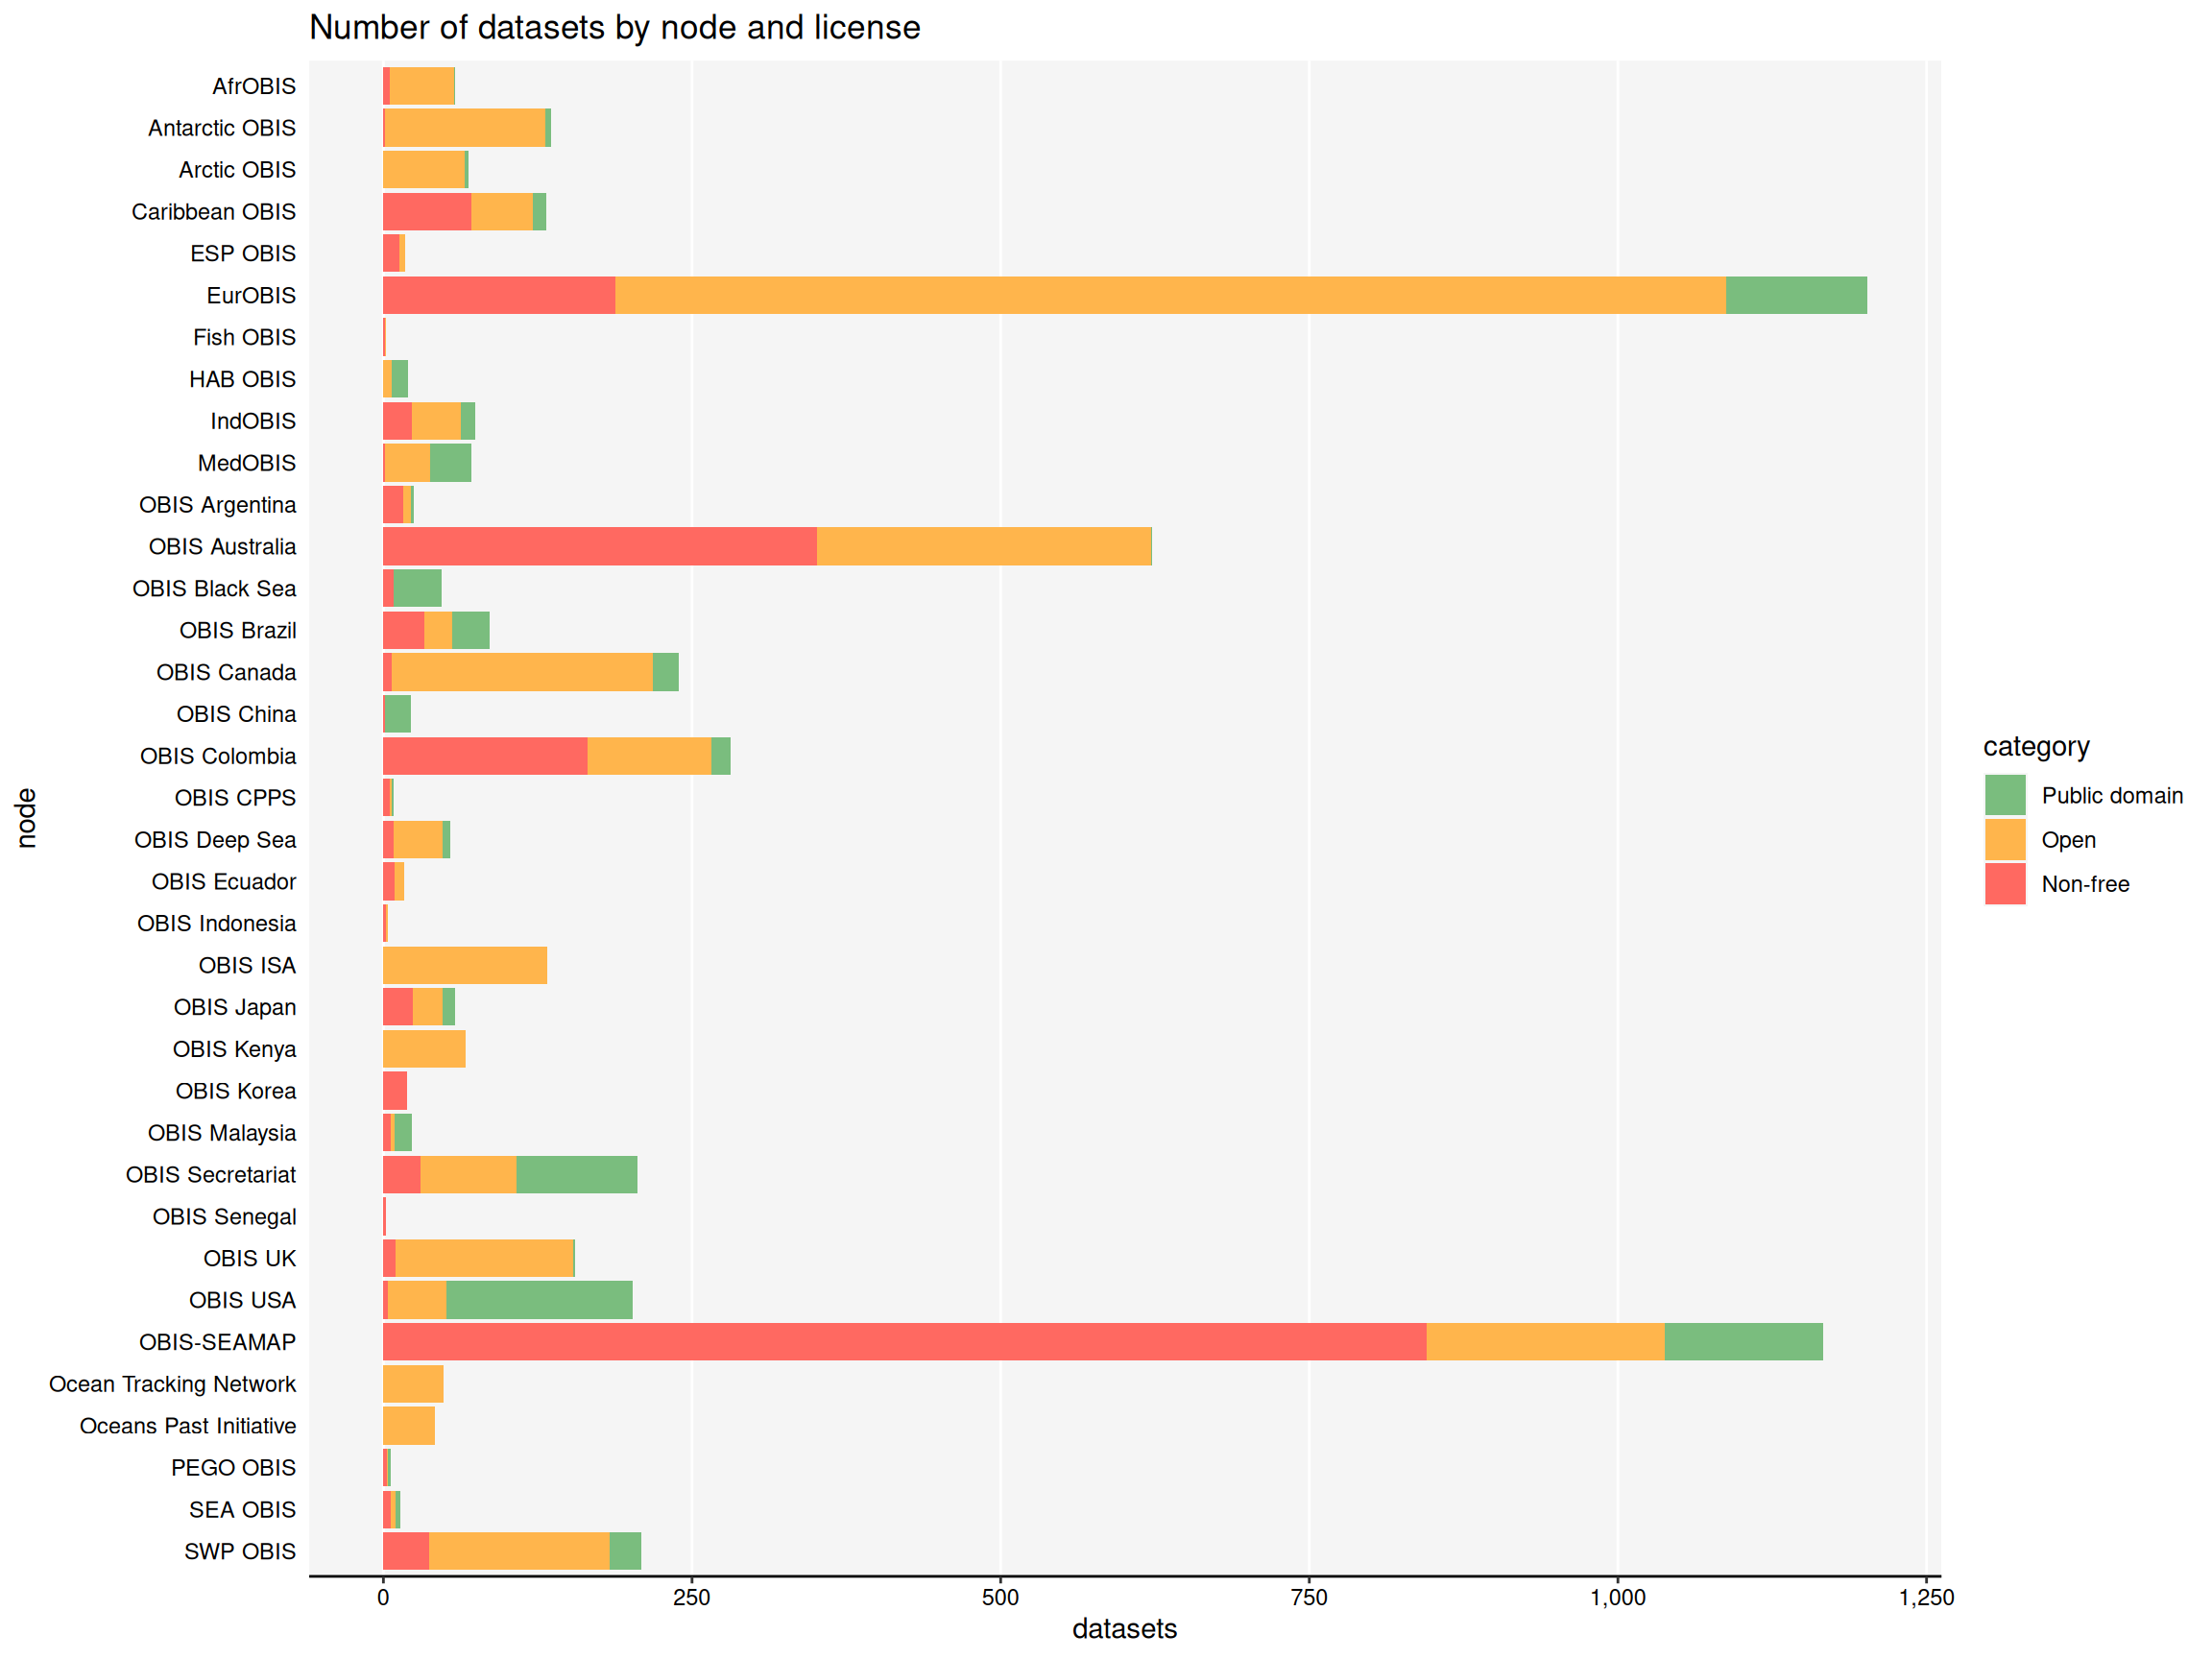 Number of datasets by node and license
AfrOBIS
Antarctic OBIS
Arctic OBIS
Caribbean OBIS
ESP OBIS
EurOBIS
Fish OBIS
HAB OBIS
IndOBIS
MedOBIS
OBIS Argentina
OBIS Australia
OBIS Black Sea
OBIS Brazil
OBIS Canada
OBIS China
OBIS Colombia
OBIS CPPS
OBIS Deep Sea
OBIS Ecuador
OBIS Indonesia
OBIS ISA
OBIS Japan
OBIS Kenya
OBIS Korea
OBIS Malaysia
OBIS Secretariat
OBIS Senegal
OBIS UK
OBIS USA
OBIS-SEAMAP
Ocean Tracking Network
Oceans Past Initiative
PEGO OBIS
SEA OBIS
SWP OBIS
node
0 250 500 750 1,000 1,250
datasets
category
Public domain
Open
Non-free